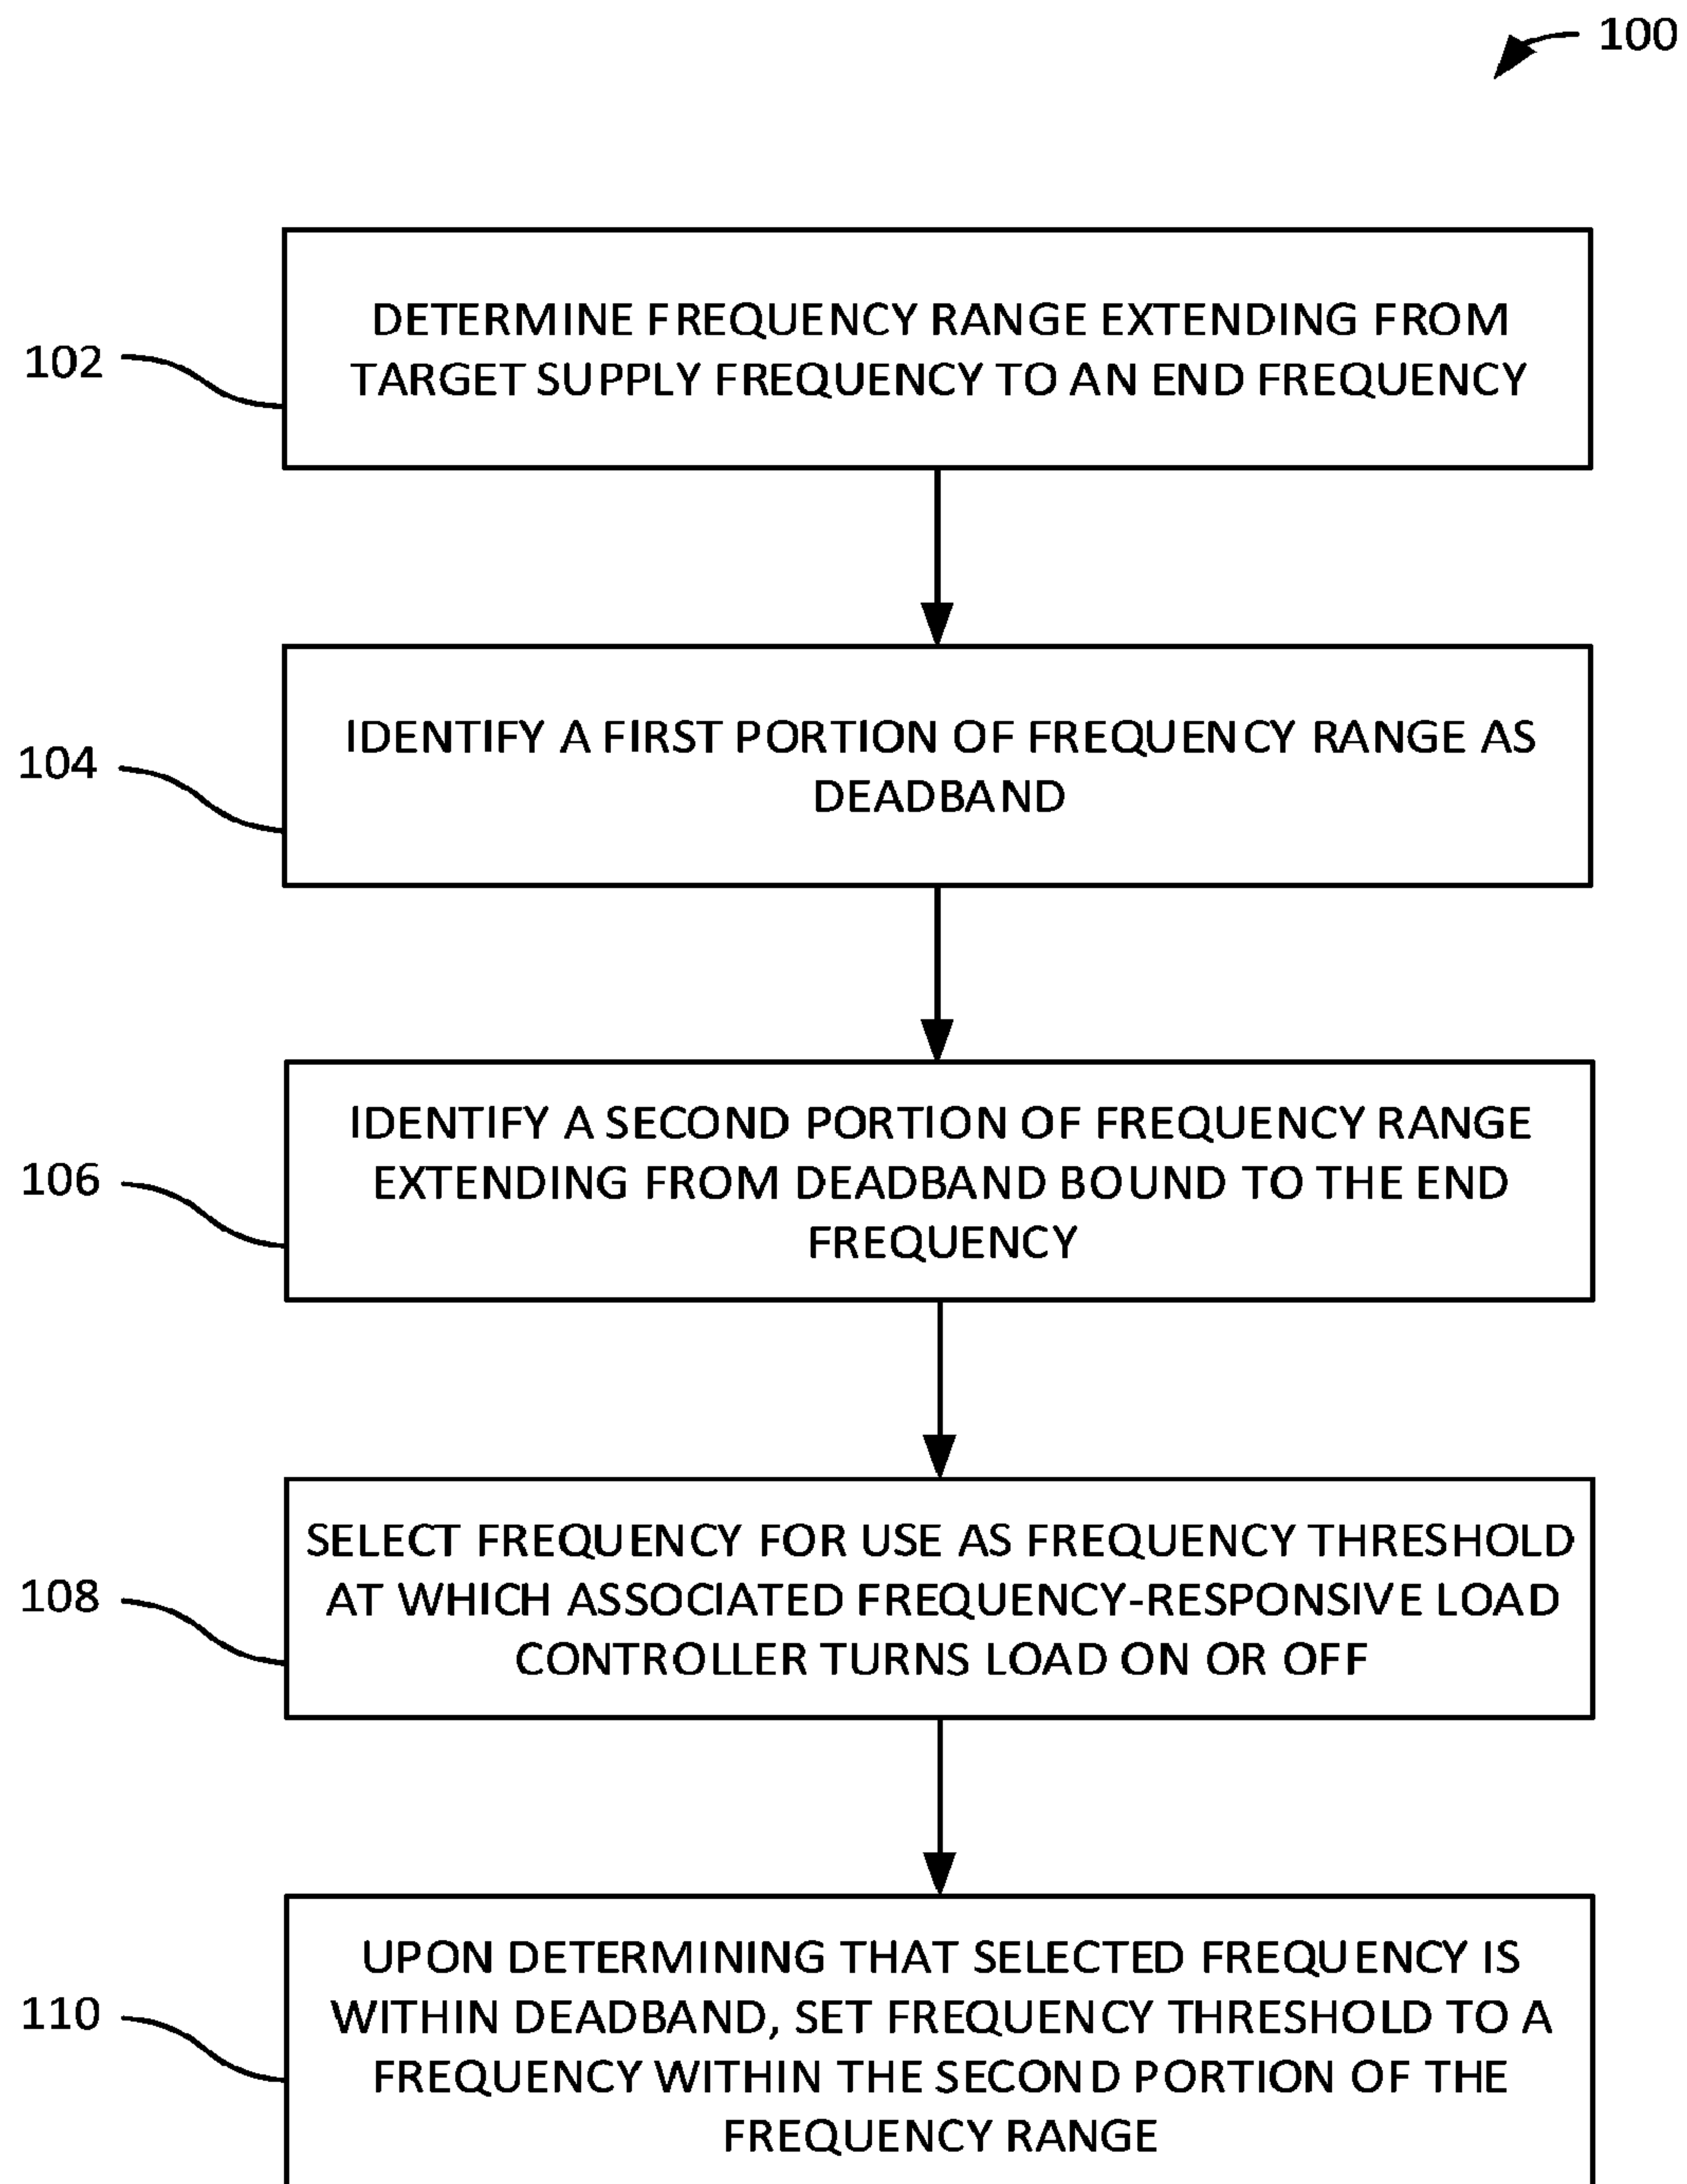 100
102
DETERMINE FREQUENCY RANGE EXTENDING FROM
TARGET SUPPLY FREQUENCY TO AN END FREQUENCY
104
IDENTIFY A FIRST PORTION OF FREQUENCY RANGE AS
DEADBAND
106
IDENTIFY A SECOND PORTION OF FREQUENCY RANGE
EXTENDING FROM DEADBAND BOUND TO THE END
FREQUENCY
108
SELECT FREQUENCY FOR USE AS FREQUENCY THRESHOLD
AT WHICH ASSOCIATED FREQUENCY-RESPONSIVE LOAD
CONTROLLER TURNS LOAD ON OR OFF
110
UPON DETERMINING THAT SELECTED FREQUENCY IS
WITHIN DEADBAND, SET FREQUENCY THRESHOLD TO A
FREQUENCY WITHIN THE SECOND PORTION OF THE
FREQUENCY RANGE